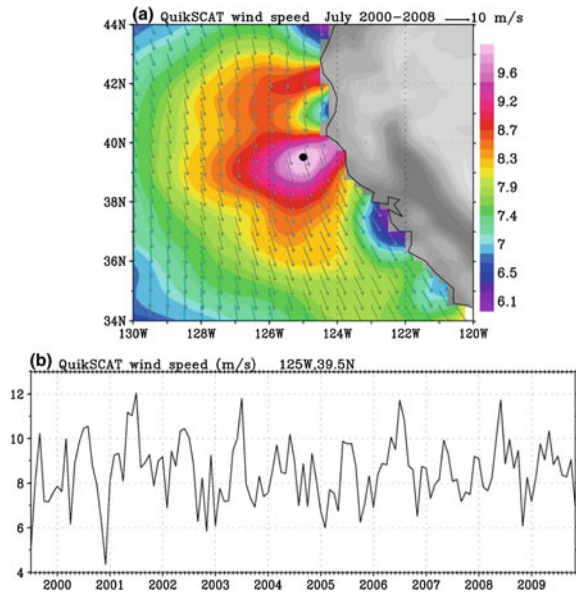 (a) QuikSCAT wind speed July 2000-2008 10 m/s
44N
42N
40N
38N
36N
34N
130W 128W 126W 124W 122W 120W
9.6
9.2
8.7
8.3
7.9
7.4
7
6.5
6.1
(b) QuikSCAT wind speed (m/s) 125W,39.5N
12
10
8
6
4
2000 2001 2002 2003 2004 2005 2006 2007 2008 2009